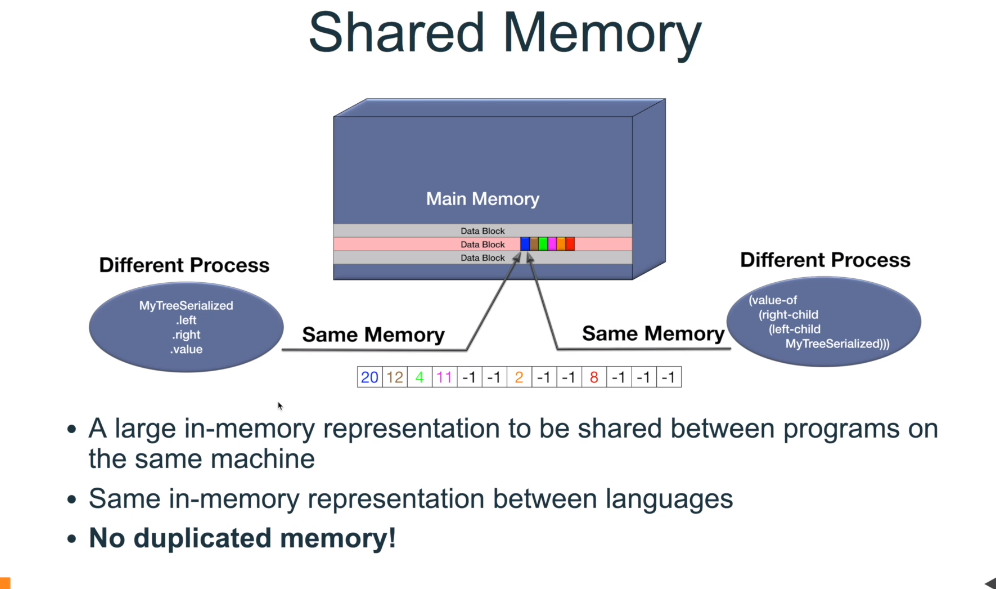 Shared Memory
Main Memory
Data Block
Data Block
Data Block
Different Process
MyTreeSerialized
.left
.right
.value
Same Memory
Different Process
(value-of
(right-child
(left-child
MyTreeSerialized)))
Same Memory
20 12 4 11 -1 -1 2 -1 -1 8 -1 -1 -1
• A large in-memory representation to be shared between programs on
the same machine
• Same in-memory representation between languages
• No duplicated memory!